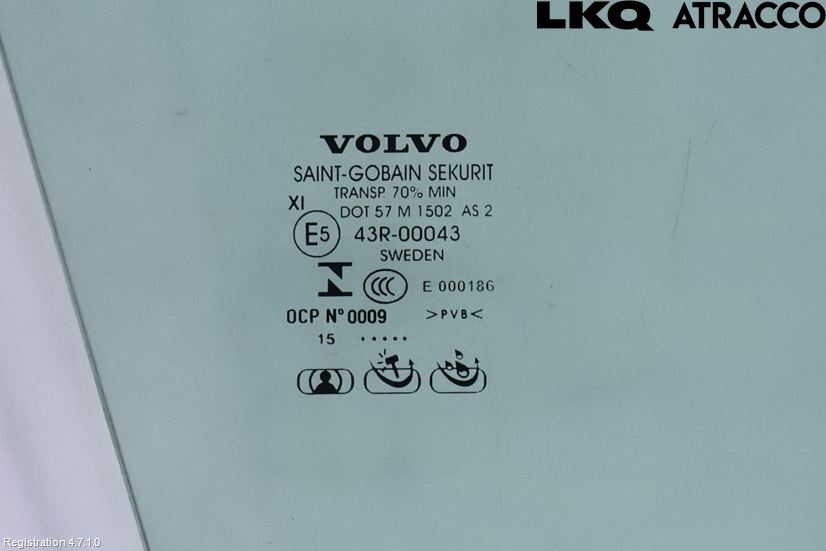 LKQ ATRACCO
VOLVO
SAINT-GOBAIN SEKURIT
TRANSP. 70% MIN
XI
DOT 57 M 1502 AS 2
E5 43R-00043
SWEDEN
CCC E 000186
OCP N° 0009 >PVB<
15 .....
Registration 4.7.1.0